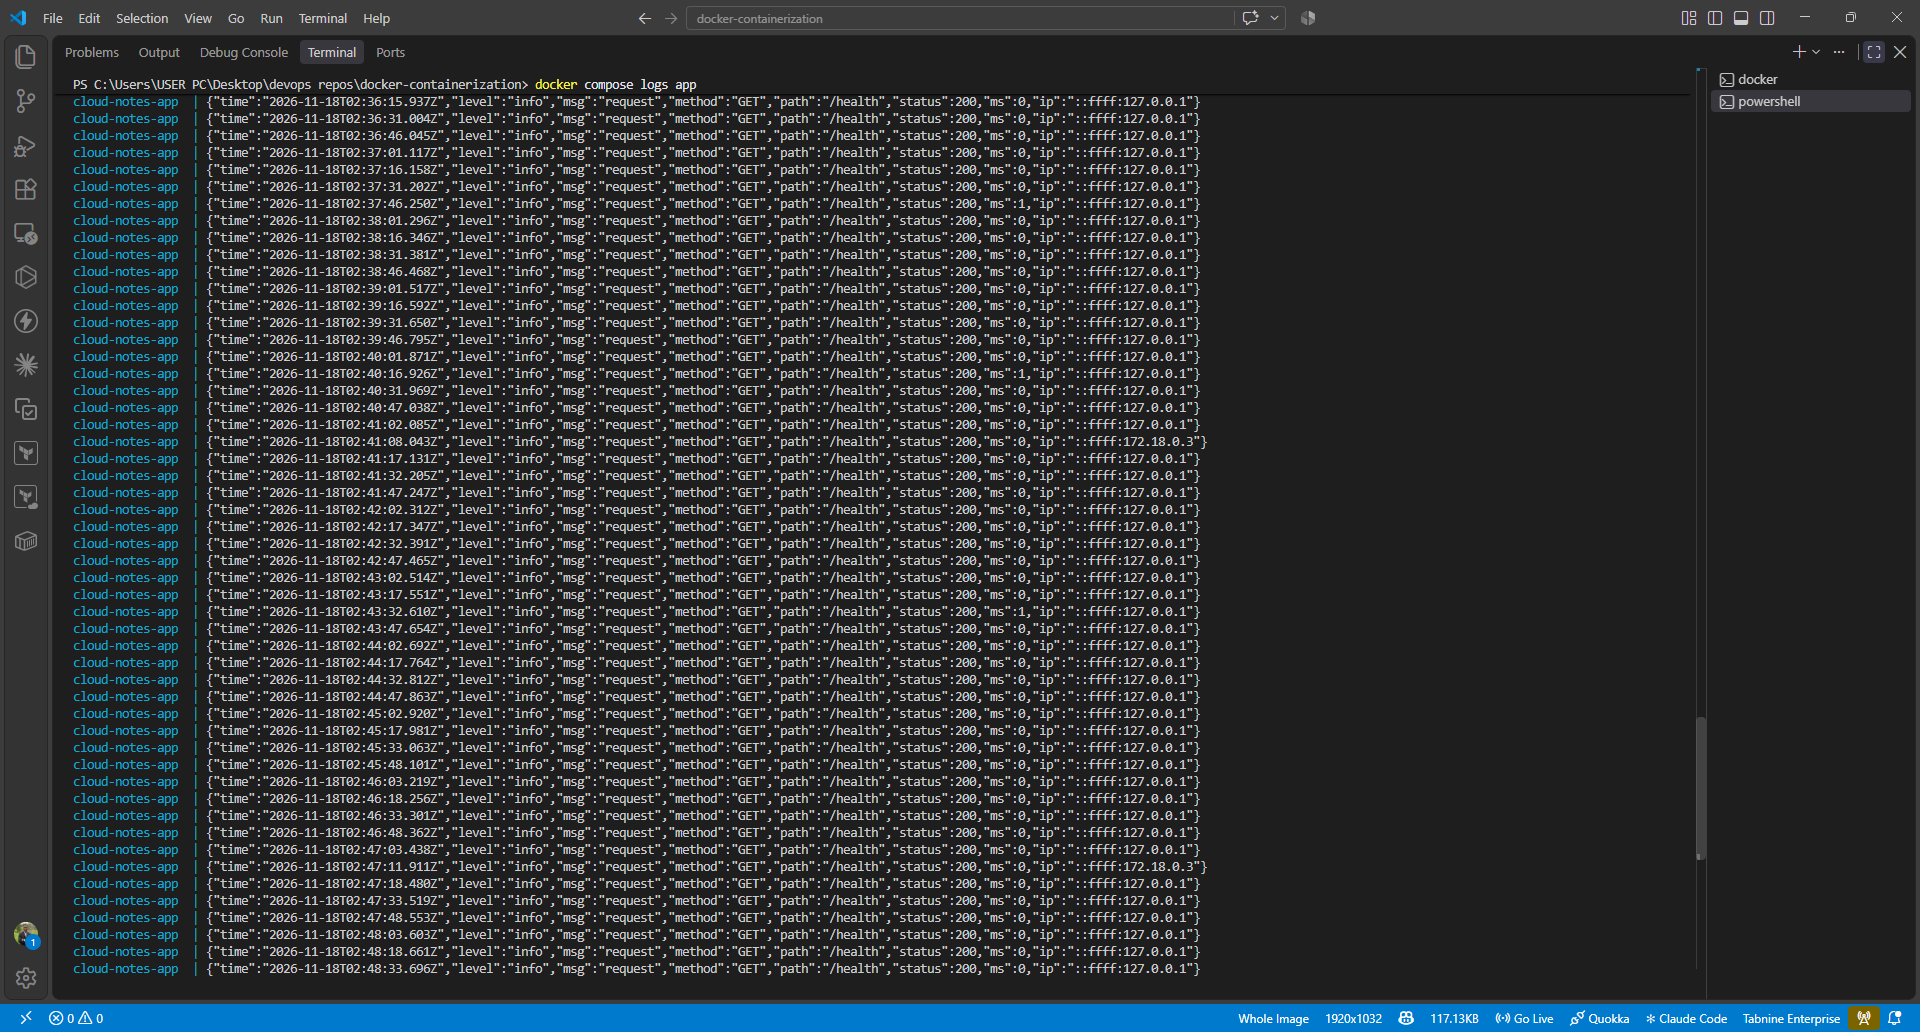 File Edit Selection View Go Run Terminal Help
docker-containerization
Problems Output Debug Console Terminal Ports
PS C:\Users\USER PC\Desktop\devops repos\docker-containerization> docker compose logs app
cloud-notes-app | {"time":"2026-11-18T02:36:15.937Z","level":"info","msg":"request","method":"GET","path":"/health","status":200,"ms":0,"ip":"::ffff:127.0.0.1"}
cloud-notes-app | {"time":"2026-11-18T02:36:31.004Z","level":"info","msg":"request","method":"GET","path":"/health","status":200,"ms":0,"ip":"::ffff:127.0.0.1"}
cloud-notes-app | {"time":"2026-11-18T02:36:46.045Z","level":"info","msg":"request","method":"GET","path":"/health","status":200,"ms":0,"ip":"::ffff:127.0.0.1"}
cloud-notes-app | {"time":"2026-11-18T02:37:01.117Z","level":"info","msg":"request","method":"GET","path":"/health","status":200,"ms":0,"ip":"::ffff:127.0.0.1"}
cloud-notes-app | {"time":"2026-11-18T02:37:16.158Z","level":"info","msg":"request","method":"GET","path":"/health","status":200,"ms":0,"ip":"::ffff:127.0.0.1"}
cloud-notes-app | {"time":"2026-11-18T02:37:31.202Z","level":"info","msg":"request","method":"GET","path":"/health","status":200,"ms":0,"ip":"::ffff:127.0.0.1"}
cloud-notes-app | {"time":"2026-11-18T02:37:46.250Z","level":"info","msg":"request","method":"GET","path":"/health","status":200,"ms":1,"ip":"::ffff:127.0.0.1"}
cloud-notes-app | {"time":"2026-11-18T02:38:01.296Z","level":"info","msg":"request","method":"GET","path":"/health","status":200,"ms":0,"ip":"::ffff:127.0.0.1"}
cloud-notes-app | {"time":"2026-11-18T02:38:16.346Z","level":"info","msg":"request","method":"GET","path":"/health","status":200,"ms":0,"ip":"::ffff:127.0.0.1"}
cloud-notes-app | {"time":"2026-11-18T02:38:31.381Z","level":"info","msg":"request","method":"GET","path":"/health","status":200,"ms":0,"ip":"::ffff:127.0.0.1"}
cloud-notes-app | {"time":"2026-11-18T02:38:46.468Z","level":"info","msg":"request","method":"GET","path":"/health","status":200,"ms":0,"ip":"::ffff:127.0.0.1"}
cloud-notes-app | {"time":"2026-11-18T02:39:01.517Z","level":"info","msg":"request","method":"GET","path":"/health","status":200,"ms":0,"ip":"::ffff:127.0.0.1"}
cloud-notes-app | {"time":"2026-11-18T02:39:16.592Z","level":"info","msg":"request","method":"GET","path":"/health","status":200,"ms":0,"ip":"::ffff:127.0.0.1"}
cloud-notes-app | {"time":"2026-11-18T02:39:31.650Z","level":"info","msg":"request","method":"GET","path":"/health","status":200,"ms":0,"ip":"::ffff:127.0.0.1"}
cloud-notes-app | {"time":"2026-11-18T02:39:46.795Z","level":"info","msg":"request","method":"GET","path":"/health","status":200,"ms":0,"ip":"::ffff:127.0.0.1"}
cloud-notes-app | {"time":"2026-11-18T02:40:01.871Z","level":"info","msg":"request","method":"GET","path":"/health","status":200,"ms":0,"ip":"::ffff:127.0.0.1"}
cloud-notes-app | {"time":"2026-11-18T02:40:16.926Z","level":"info","msg":"request","method":"GET","path":"/health","status":200,"ms":1,"ip":"::ffff:127.0.0.1"}
cloud-notes-app | {"time":"2026-11-18T02:40:31.969Z","level":"info","msg":"request","method":"GET","path":"/health","status":200,"ms":0,"ip":"::ffff:127.0.0.1"}
cloud-notes-app | {"time":"2026-11-18T02:40:47.038Z","level":"info","msg":"request","method":"GET","path":"/health","status":200,"ms":0,"ip":"::ffff:127.0.0.1"}
cloud-notes-app | {"time":"2026-11-18T02:41:02.085Z","level":"info","msg":"request","method":"GET","path":"/health","status":200,"ms":0,"ip":"::ffff:127.0.0.1"}
cloud-notes-app | {"time":"2026-11-18T02:41:08.043Z","level":"info","msg":"request","method":"GET","path":"/health","status":200,"ms":0,"ip":"::ffff:172.18.0.3"}
cloud-notes-app | {"time":"2026-11-18T02:41:17.131Z","level":"info","msg":"request","method":"GET","path":"/health","status":200,"ms":0,"ip":"::ffff:127.0.0.1"}
cloud-notes-app | {"time":"2026-11-18T02:41:32.205Z","level":"info","msg":"request","method":"GET","path":"/health","status":200,"ms":0,"ip":"::ffff:127.0.0.1"}
cloud-notes-app | {"time":"2026-11-18T02:41:47.247Z","level":"info","msg":"request","method":"GET","path":"/health","status":200,"ms":0,"ip":"::ffff:127.0.0.1"}
cloud-notes-app | {"time":"2026-11-18T02:42:02.312Z","level":"info","msg":"request","method":"GET","path":"/health","status":200,"ms":0,"ip":"::ffff:127.0.0.1"}
cloud-notes-app | {"time":"2026-11-18T02:42:17.347Z","level":"info","msg":"request","method":"GET","path":"/health","status":200,"ms":0,"ip":"::ffff:127.0.0.1"}
cloud-notes-app | {"time":"2026-11-18T02:42:32.391Z","level":"info","msg":"request","method":"GET","path":"/health","status":200,"ms":0,"ip":"::ffff:127.0.0.1"}
cloud-notes-app | {"time":"2026-11-18T02:42:47.465Z","level":"info","msg":"request","method":"GET","path":"/health","status":200,"ms":0,"ip":"::ffff:127.0.0.1"}
cloud-notes-app | {"time":"2026-11-18T02:43:02.514Z","level":"info","msg":"request","method":"GET","path":"/health","status":200,"ms":0,"ip":"::ffff:127.0.0.1"}
cloud-notes-app | {"time":"2026-11-18T02:43:17.551Z","level":"info","msg":"request","method":"GET","path":"/health","status":200,"ms":0,"ip":"::ffff:127.0.0.1"}
cloud-notes-app | {"time":"2026-11-18T02:43:32.610Z","level":"info","msg":"request","method":"GET","path":"/health","status":200,"ms":1,"ip":"::ffff:127.0.0.1"}
cloud-notes-app | {"time":"2026-11-18T02:43:47.654Z","level":"info","msg":"request","method":"GET","path":"/health","status":200,"ms":0,"ip":"::ffff:127.0.0.1"}
cloud-notes-app | {"time":"2026-11-18T02:44:02.692Z","level":"info","msg":"request","method":"GET","path":"/health","status":200,"ms":0,"ip":"::ffff:127.0.0.1"}
cloud-notes-app | {"time":"2026-11-18T02:44:17.764Z","level":"info","msg":"request","method":"GET","path":"/health","status":200,"ms":0,"ip":"::ffff:127.0.0.1"}
cloud-notes-app | {"time":"2026-11-18T02:44:32.812Z","level":"info","msg":"request","method":"GET","path":"/health","status":200,"ms":0,"ip":"::ffff:127.0.0.1"}
cloud-notes-app | {"time":"2026-11-18T02:44:47.863Z","level":"info","msg":"request","method":"GET","path":"/health","status":200,"ms":0,"ip":"::ffff:127.0.0.1"}
cloud-notes-app | {"time":"2026-11-18T02:45:02.920Z","level":"info","msg":"request","method":"GET","path":"/health","status":200,"ms":0,"ip":"::ffff:127.0.0.1"}
cloud-notes-app | {"time":"2026-11-18T02:45:17.981Z","level":"info","msg":"request","method":"GET","path":"/health","status":200,"ms":0,"ip":"::ffff:127.0.0.1"}
cloud-notes-app | {"time":"2026-11-18T02:45:33.063Z","level":"info","msg":"request","method":"GET","path":"/health","status":200,"ms":0,"ip":"::ffff:127.0.0.1"}
cloud-notes-app | {"time":"2026-11-18T02:45:48.101Z","level":"info","msg":"request","method":"GET","path":"/health","status":200,"ms":0,"ip":"::ffff:127.0.0.1"}
cloud-notes-app | {"time":"2026-11-18T02:46:03.219Z","level":"info","msg":"request","method":"GET","path":"/health","status":200,"ms":0,"ip":"::ffff:127.0.0.1"}
cloud-notes-app | {"time":"2026-11-18T02:46:18.256Z","level":"info","msg":"request","method":"GET","path":"/health","status":200,"ms":0,"ip":"::ffff:127.0.0.1"}
cloud-notes-app | {"time":"2026-11-18T02:46:33.301Z","level":"info","msg":"request","method":"GET","path":"/health","status":200,"ms":0,"ip":"::ffff:127.0.0.1"}
cloud-notes-app | {"time":"2026-11-18T02:46:48.362Z","level":"info","msg":"request","method":"GET","path":"/health","status":200,"ms":0,"ip":"::ffff:127.0.0.1"}
cloud-notes-app | {"time":"2026-11-18T02:47:03.438Z","level":"info","msg":"request","method":"GET","path":"/health","status":200,"ms":0,"ip":"::ffff:127.0.0.1"}
cloud-notes-app | {"time":"2026-11-18T02:47:11.911Z","level":"info","msg":"request","method":"GET","path":"/health","status":200,"ms":0,"ip":"::ffff:172.18.0.3"}
cloud-notes-app | {"time":"2026-11-18T02:47:18.480Z","level":"info","msg":"request","method":"GET","path":"/health","status":200,"ms":0,"ip":"::ffff:127.0.0.1"}
cloud-notes-app | {"time":"2026-11-18T02:47:33.519Z","level":"info","msg":"request","method":"GET","path":"/health","status":200,"ms":0,"ip":"::ffff:127.0.0.1"}
cloud-notes-app | {"time":"2026-11-18T02:47:48.553Z","level":"info","msg":"request","method":"GET","path":"/health","status":200,"ms":0,"ip":"::ffff:127.0.0.1"}
cloud-notes-app | {"time":"2026-11-18T02:48:03.603Z","level":"info","msg":"request","method":"GET","path":"/health","status":200,"ms":0,"ip":"::ffff:127.0.0.1"}
cloud-notes-app | {"time":"2026-11-18T02:48:18.661Z","level":"info","msg":"request","method":"GET","path":"/health","status":200,"ms":0,"ip":"::ffff:127.0.0.1"}
cloud-notes-app | {"time":"2026-11-18T02:48:33.696Z","level":"info","msg":"request","method":"GET","path":"/health","status":200,"ms":0,"ip":"::ffff:127.0.0.1"}
docker
powershell
1
0 0
Whole Image 1920x1032 117.13KB Go Live Quokka Claude Code Tabnine Enterprise